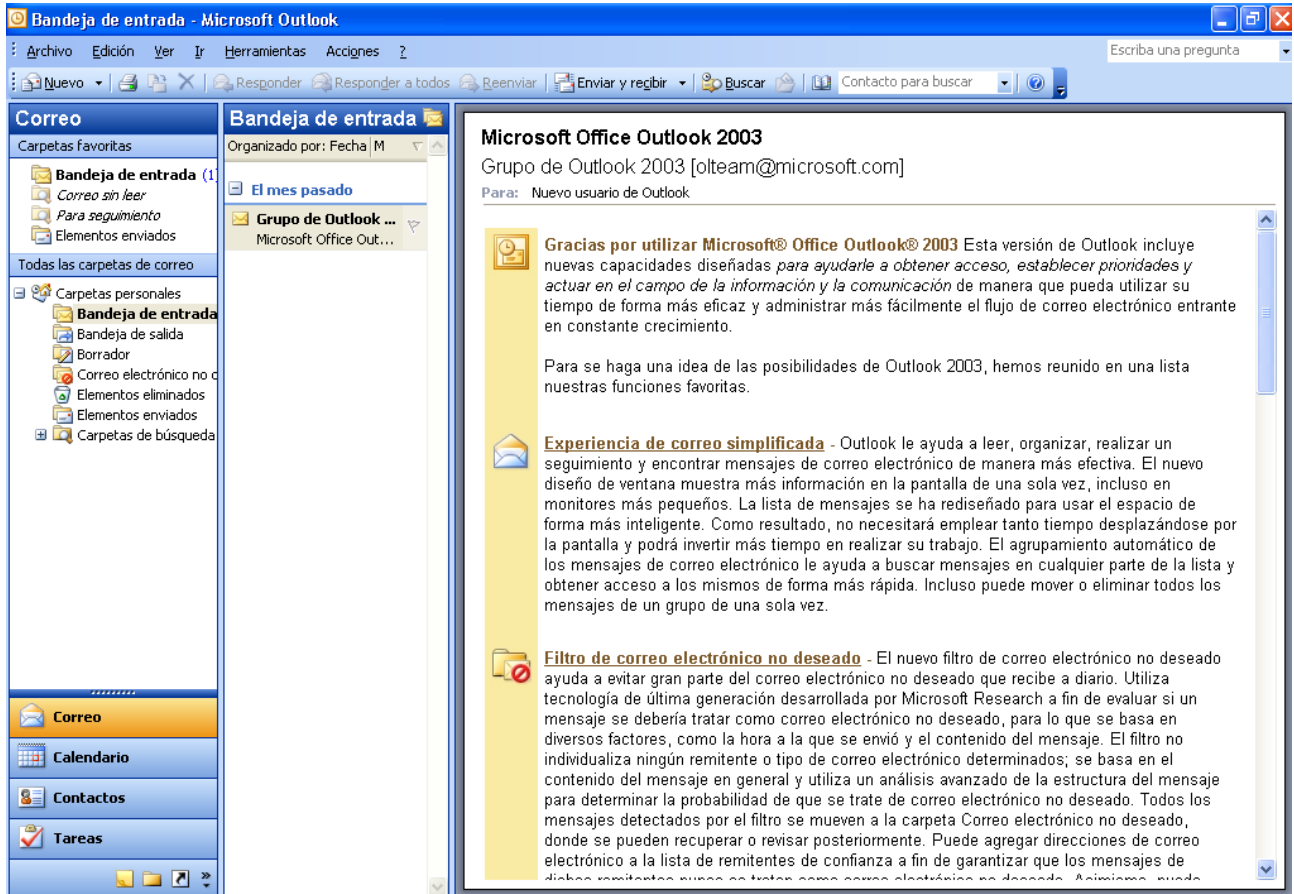 Bandeja de entrada - Microsoft Outlook
Archivo Edición Ver Ir Herramientas Acciones ? Escriba una pregunta
Nuevo Responder Responder a todos Reenviar Enviar y recibir Buscar Contacto para buscar
Correo
Carpetas favoritas
Bandeja de entrada (1
Correo sin leer
Para seguimiento
Elementos enviados
Todas las carpetas de correo
Carpetas personales
Bandeja de entrada
Bandeja de salida
Borrador
Correo electrónico no d
Elementos eliminados
Elementos enviados
Carpetas de búsqueda
Correo
Calendario
Contactos
Tareas
Bandeja de entrada
Organizado por: Fecha M
El mes pasado
Grupo de Outlook ...
Microsoft Office Out...
Microsoft Office Outlook 2003
Grupo de Outlook 2003 [olteam@microsoft.com]
Para: Nuevo usuario de Outlook
Gracias por utilizar Microsoft® Office Outlook® 2003 Esta versión de Outlook incluye
nuevas capacidades diseñadas para ayudarle a obtener acceso, establecer prioridades y
actuar en el campo de la información y la comunicación de manera que pueda utilizar su
tiempo de forma más eficaz y administrar más fácilmente el flujo de correo electrónico entrante
en constante crecimiento.
Para se haga una idea de las posibilidades de Outlook 2003, hemos reunido en una lista
nuestras funciones favoritas.
Experiencia de correo simplificada - Outlook le ayuda a leer, organizar, realizar un
seguimiento y encontrar mensajes de correo electrónico de manera más efectiva. El nuevo
diseño de ventana muestra más información en la pantalla de una sola vez, incluso en
monitores más pequeños. La lista de mensajes se ha rediseñado para usar el espacio de
forma más inteligente. Como resultado, no necesitará emplear tanto tiempo desplazándose por
la pantalla y podrá invertir más tiempo en realizar su trabajo. El agrupamiento automático de
los mensajes de correo electrónico le ayuda a buscar mensajes en cualquier parte de la lista y
obtener acceso a los mismos de forma más rápida. Incluso puede mover o eliminar todos los
mensajes de un grupo de una sola vez.
Filtro de correo electrónico no deseado - El nuevo filtro de correo electrónico no deseado
ayuda a evitar gran parte del correo electrónico no deseado que recibe a diario. Utiliza
tecnología de última generación desarrollada por Microsoft Research a fin de evaluar si un
mensaje se debería tratar como correo electrónico no deseado, para lo que se basa en
diversos factores, como la hora a la que se envió y el contenido del mensaje. El filtro no
individualiza ningún remitente o tipo de correo electrónico determinados; se basa en el
contenido del mensaje en general y utiliza un análisis avanzado de la estructura del mensaje
para determinar la probabilidad de que se trate de correo electrónico no deseado. Todos los
mensajes detectados por el filtro se mueven a la carpeta Correo electrónico no deseado,
donde se pueden recuperar o revisar posteriormente. Puede agregar direcciones de correo
electrónico a la lista de remitentes de confianza a fin de garantizar que los mensajes de
dichos remitentes nunca se traten como correo electrónico no deseado. Asimismo, puede